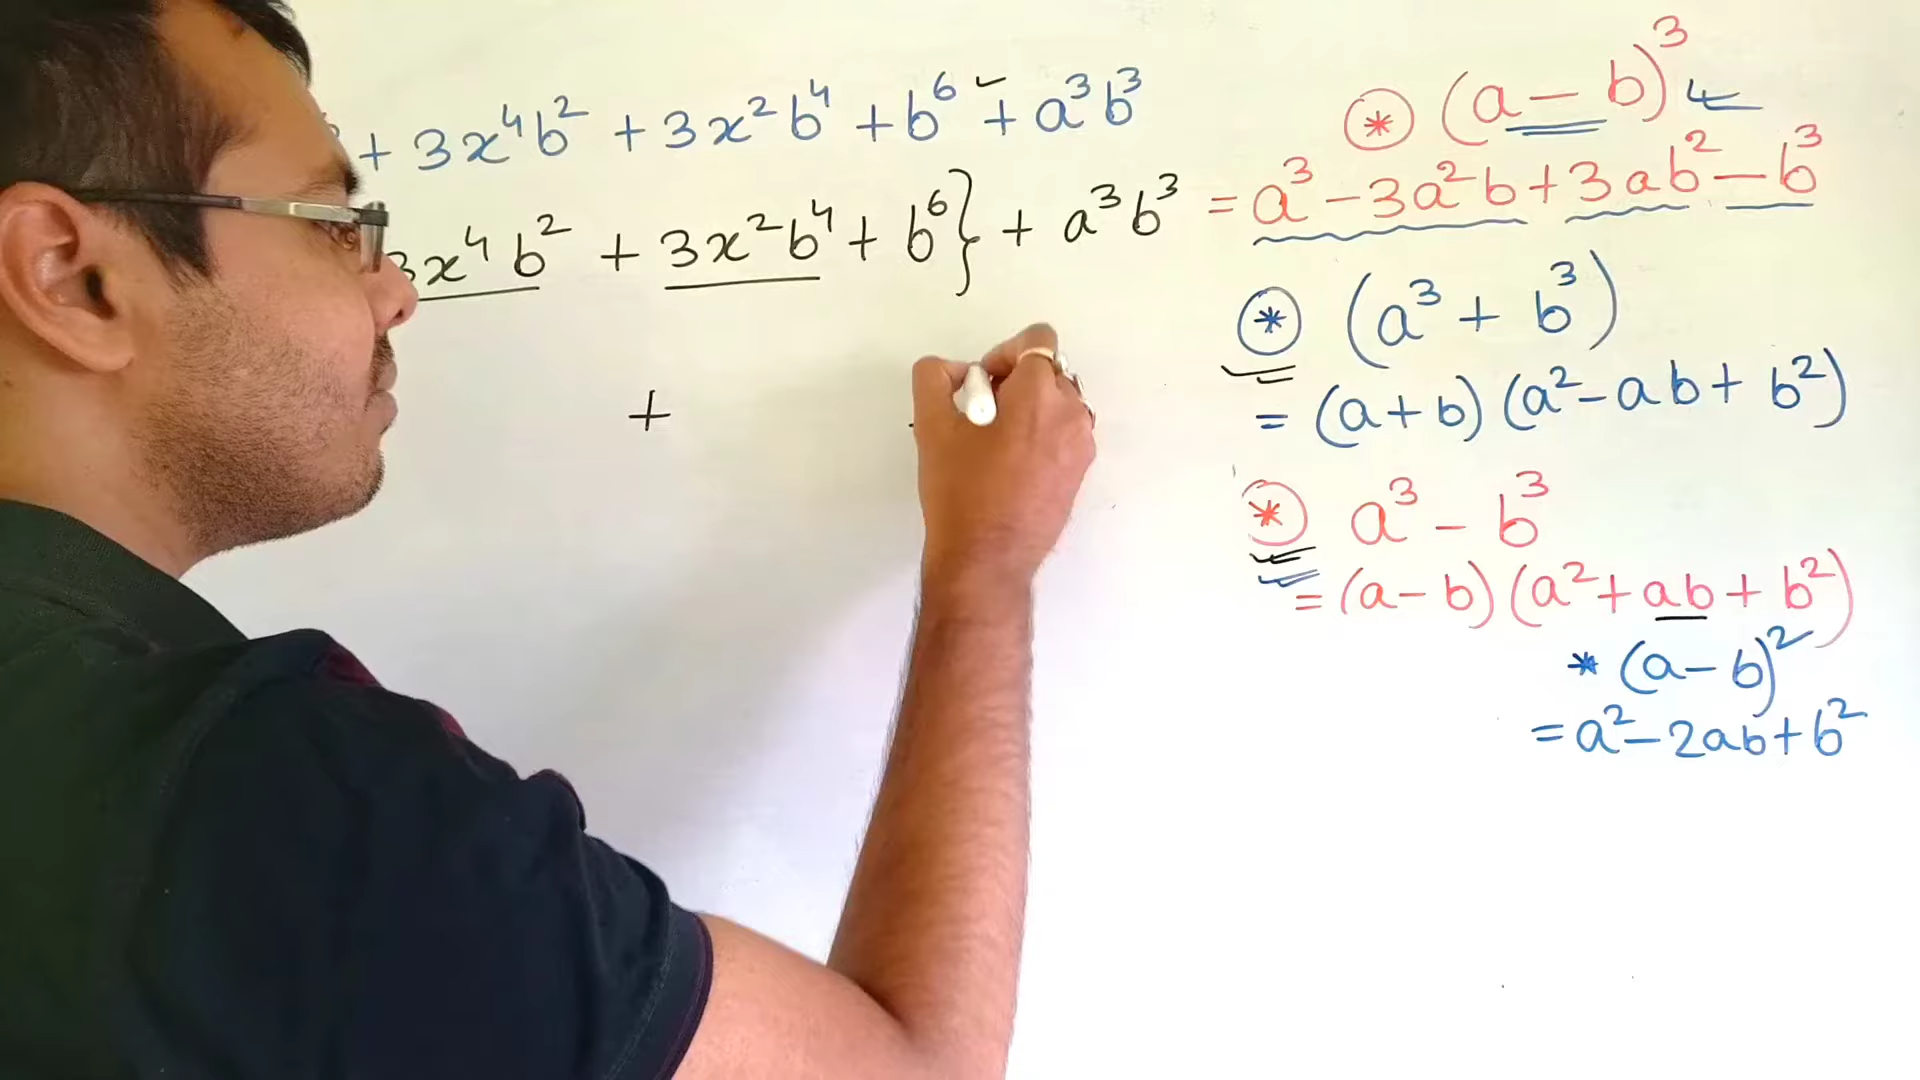 + 3x⁴b² + 3x²b⁴ + b⁶ + a³b³
3x⁴b² + 3x²b⁴ + b⁶} + a³b³
+
* (a - b)³
= a³ - 3a²b + 3ab² - b³
* (a³ + b³)
= (a + b) (a² - ab + b²)
* a³ - b³
= (a - b) (a² + ab + b²)
* (a - b)²
= a² - 2ab + b²